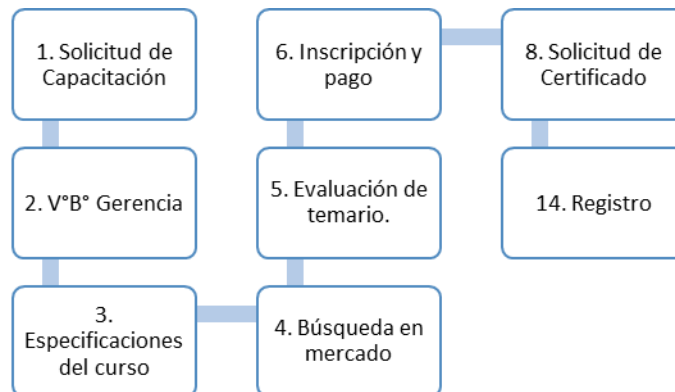 1. Solicitud de
Capacitación
2. V°B° Gerencia
3.
Especificaciones
del curso
4. Búsqueda en
mercado
5. Evaluación de
temario.
6. Inscripción y
pago
8. Solicitud de
Certificado
14. Registro